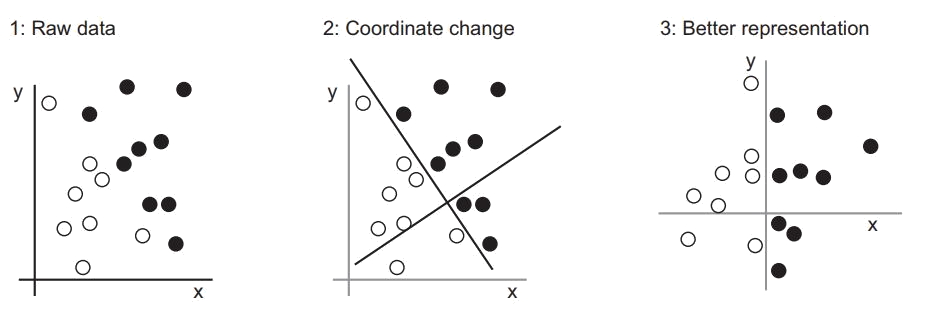 1: Raw data
y
x
2: Coordinate change
y
x
3: Better representation
y
x